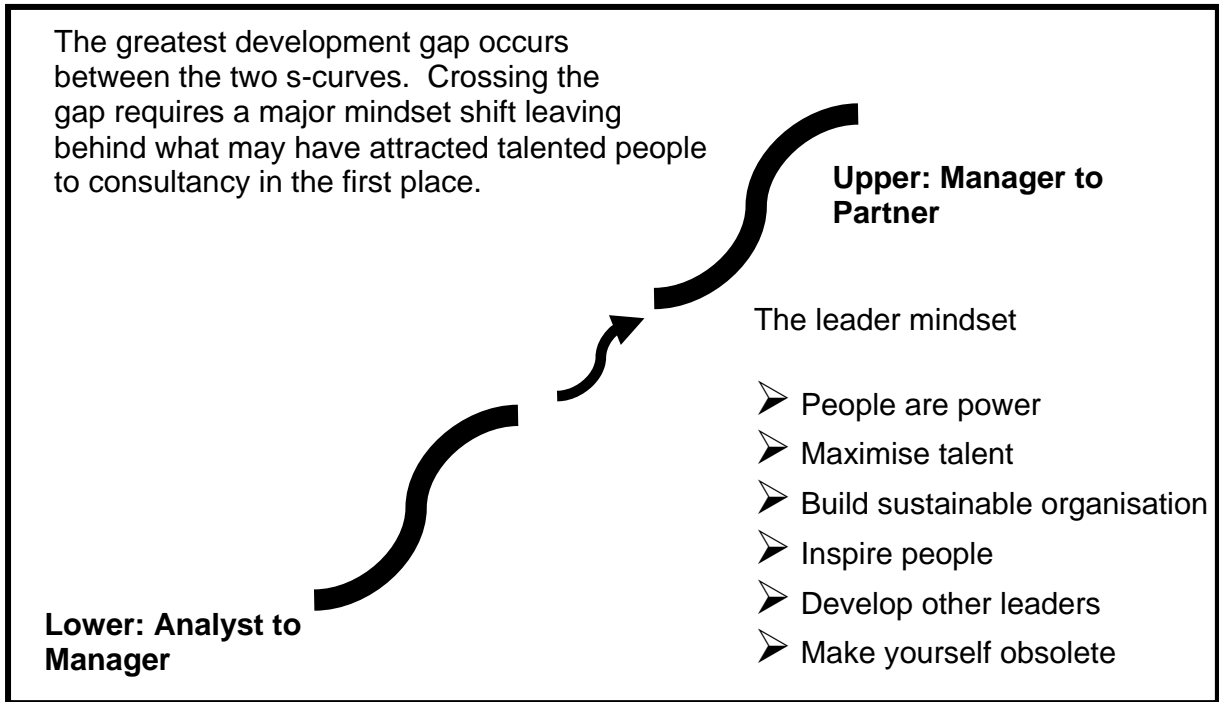 The greatest development gap occurs
between the two s-curves.  Crossing the
gap requires a major mindset shift leaving
behind what may have attracted talented people
to consultancy in the first place.
Upper: Manager to
Partner
The leader mindset
People are power
Maximise talent
Build sustainable organisation
Inspire people
Develop other leaders
Make yourself obsolete
Lower: Analyst to
Manager